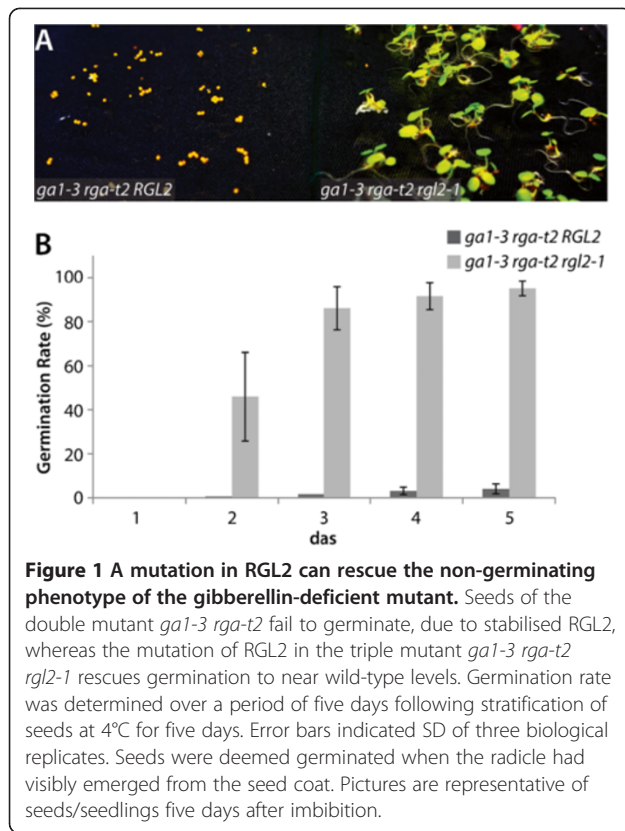 A
ga1-3 rga-t2 RGL2
ga1-3 rga-t2 rgl2-1
B
ga1-3 rga-t2 RGL2
ga1-3 rga-t2 rgl2-1
Germination Rate (%)
100
80
60
40
20
0
1 2 3 4 5
das
Figure 1 A mutation in RGL2 can rescue the non-germinating
phenotype of the gibberellin-deficient mutant. Seeds of the
double mutant ga1-3 rga-t2 fail to germinate, due to stabilised RGL2,
whereas the mutation of RGL2 in the triple mutant ga1-3 rga-t2
rgl2-1 rescues germination to near wild-type levels. Germination rate
was determined over a period of five days following stratification of
seeds at 4°C for five days. Error bars indicated SD of three biological
replicates. Seeds were deemed germinated when the radicle had
visibly emerged from the seed coat. Pictures are representative of
seeds/seedlings five days after imbibition.